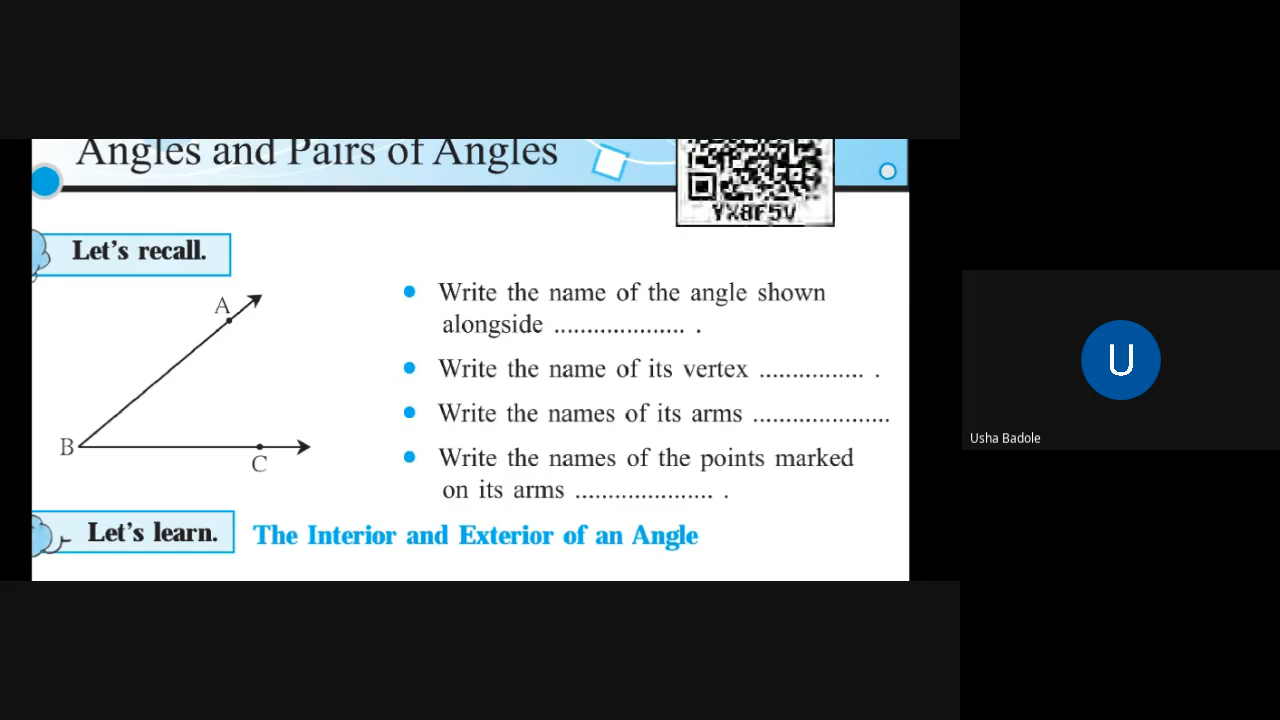 Angles and Pairs of Angles
YX8F5V
Let's recall.
A
B
C
• Write the name of the angle shown
alongside ................... .
• Write the name of its vertex ................ .
• Write the names of its arms .....................
• Write the names of the points marked
on its arms ..................... .
Let's learn. The Interior and Exterior of an Angle
U
Usha Badole